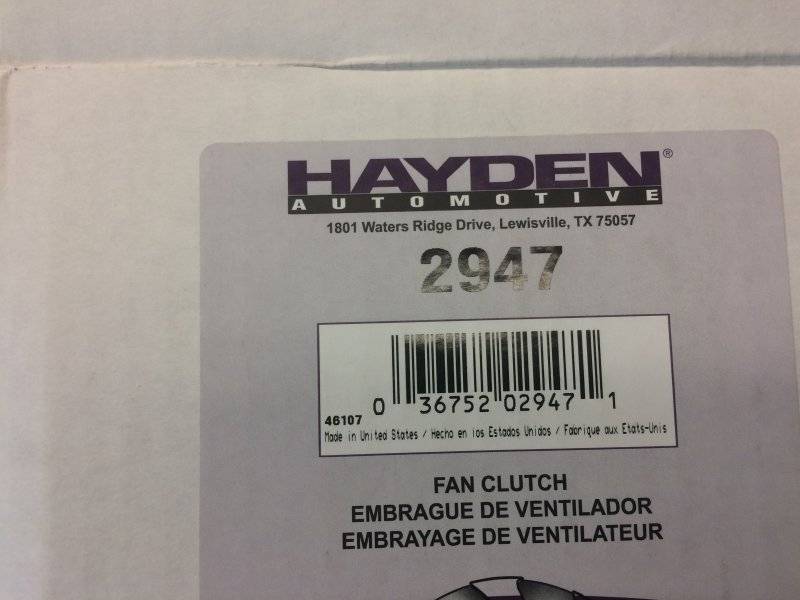 HAYDEN®
AUTOMOTIVE
1801 Waters Ridge Drive, Lewisville, TX 75057
2947
0 36752 02947 1
46107
Made in United States / Hecho en los Estados Unidos / Fabrique aux Etats-Unis
FAN CLUTCH
EMBRAGUE DE VENTILADOR
EMBRAYAGE DE VENTILATEUR